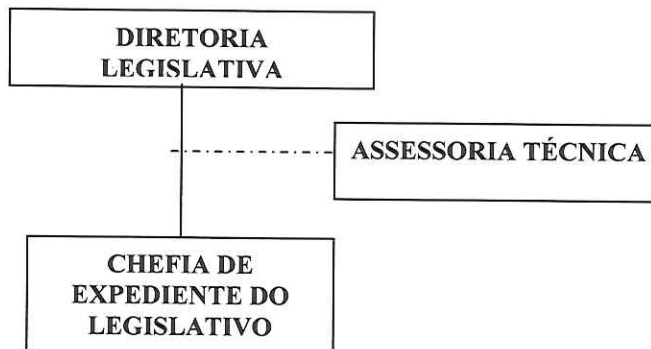 DIRETORIA
LEGISLATIVA
ASSESSORIA TÉCNICA
CHEFIA DE
EXPEDIENTE DO
LEGISLATIVO